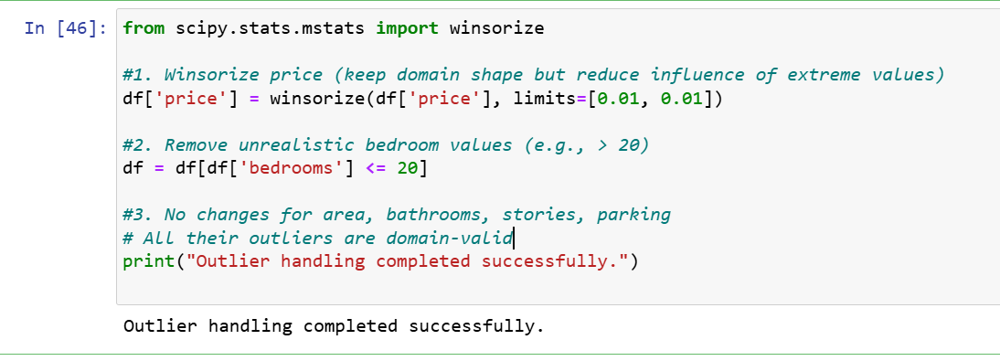 In [46]: from scipy.stats.mstats import winsorize
#1. Winsorize price (keep domain shape but reduce influence of extreme values)
df['price'] = winsorize(df['price'], limits=[0.01, 0.01])
#2. Remove unrealistic bedroom values (e.g., > 20)
df = df[df['bedrooms'] <= 20]
#3. No changes for area, bathrooms, stories, parking
# All their outliers are domain-valid
print("Outlier handling completed successfully.")
Outlier handling completed successfully.